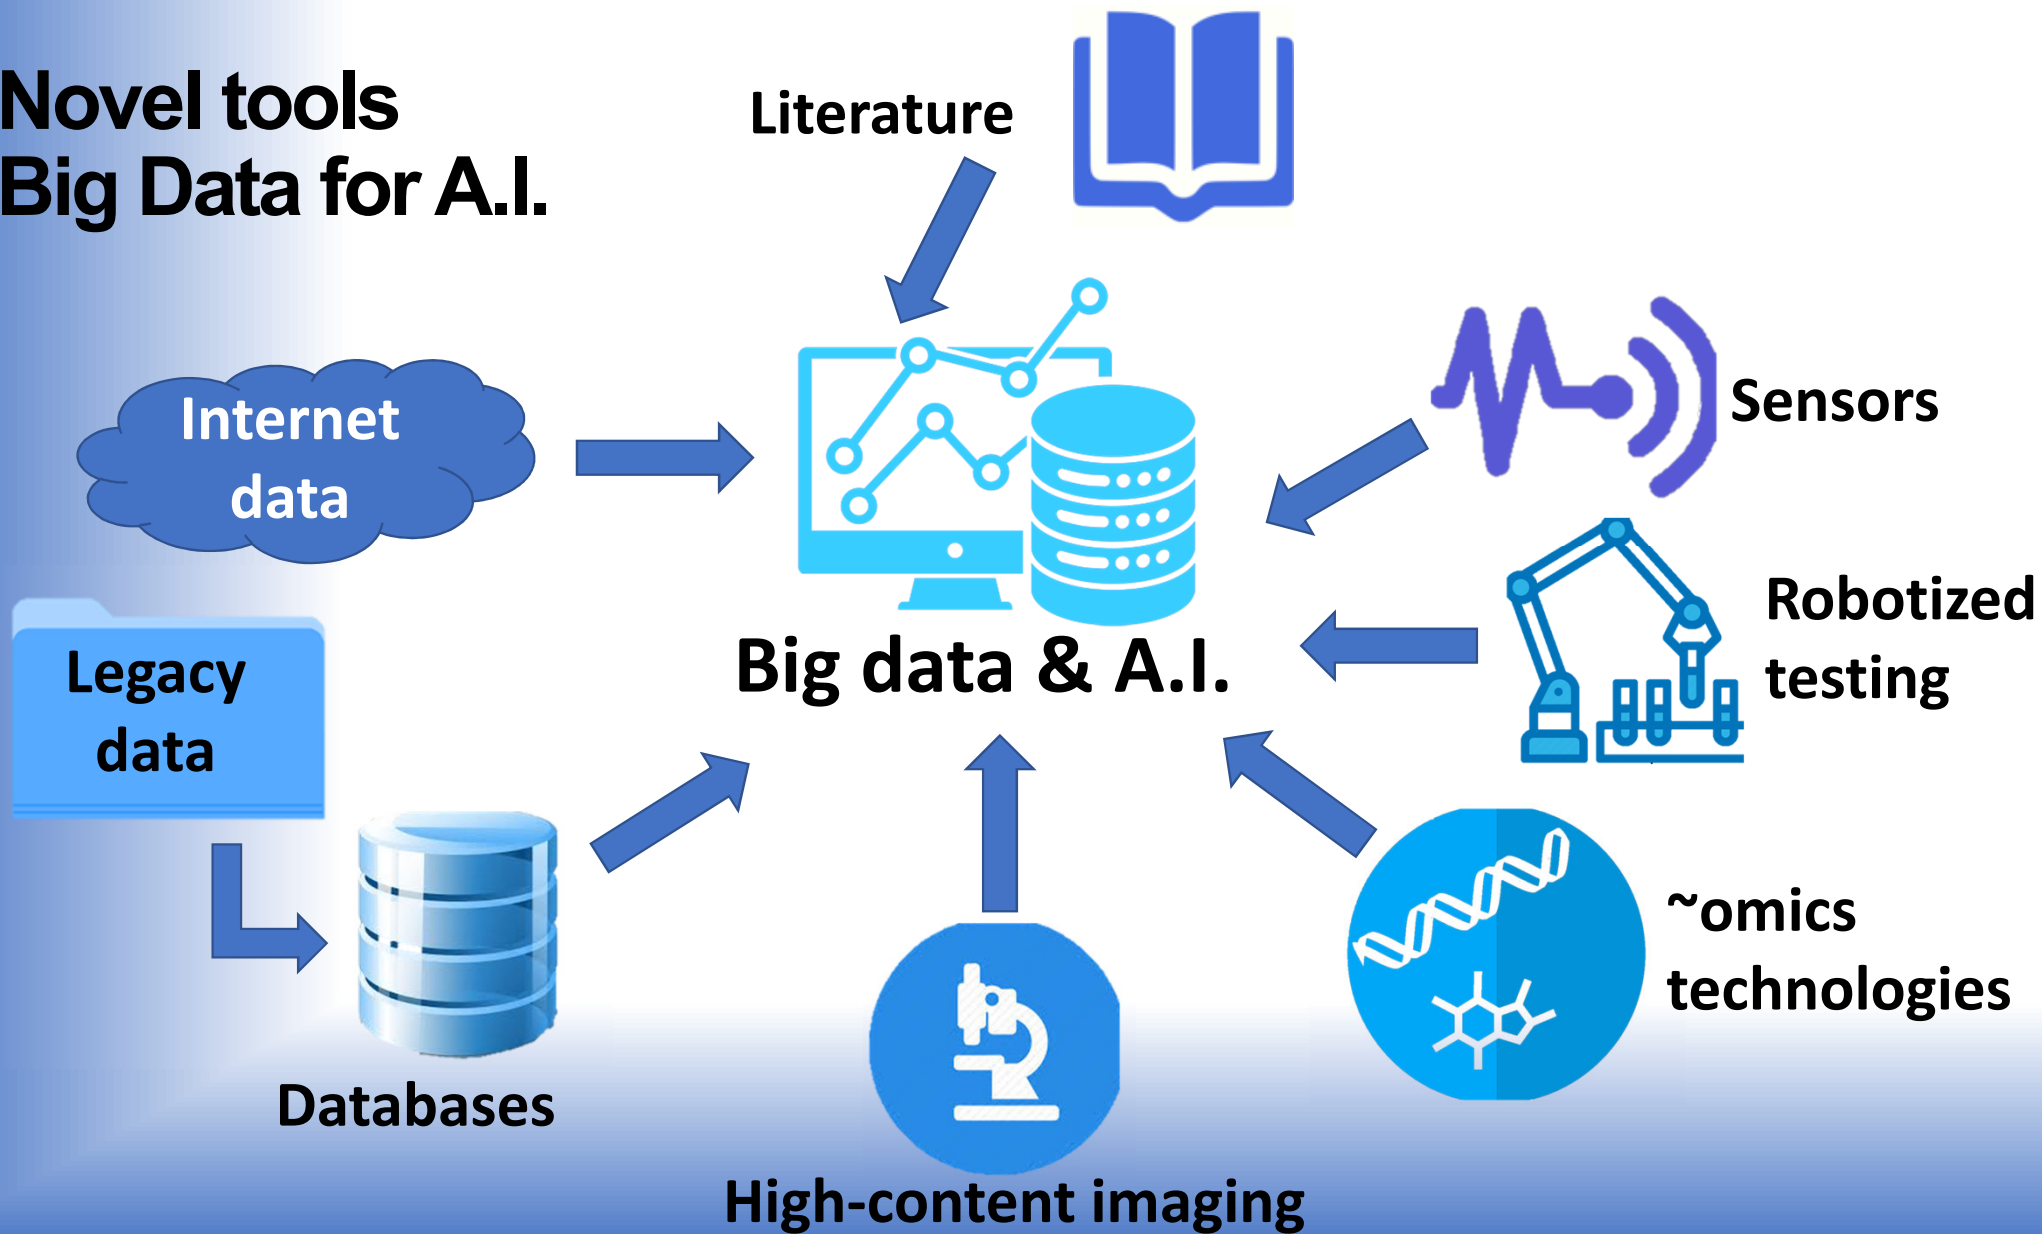 Novel tools
Big Data for A.I.
Literature
Internet
data
Sensors
Legacy
data
Big data & A.I.
Robotized
testing
~omics
technologies
Databases
High-content imaging